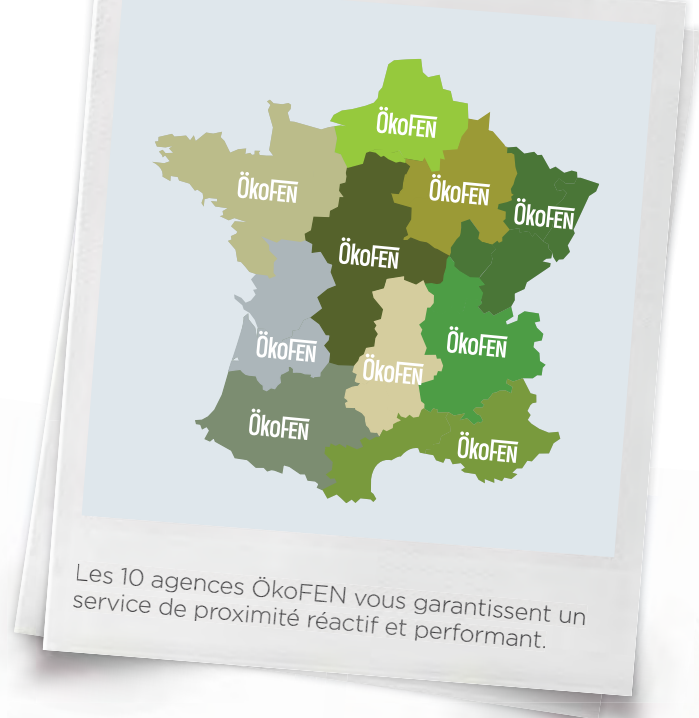 ÖkoFEN
ÖkoFEN
ÖkoFEN
ÖkoFEN
ÖkoFEN
ÖkoFEN
ÖkoFEN
ÖkoFEN
ÖkoFEN
ÖkoFEN
Les 10 agences ÖkoFEN vous garantissent un
service de proximité réactif et performant.